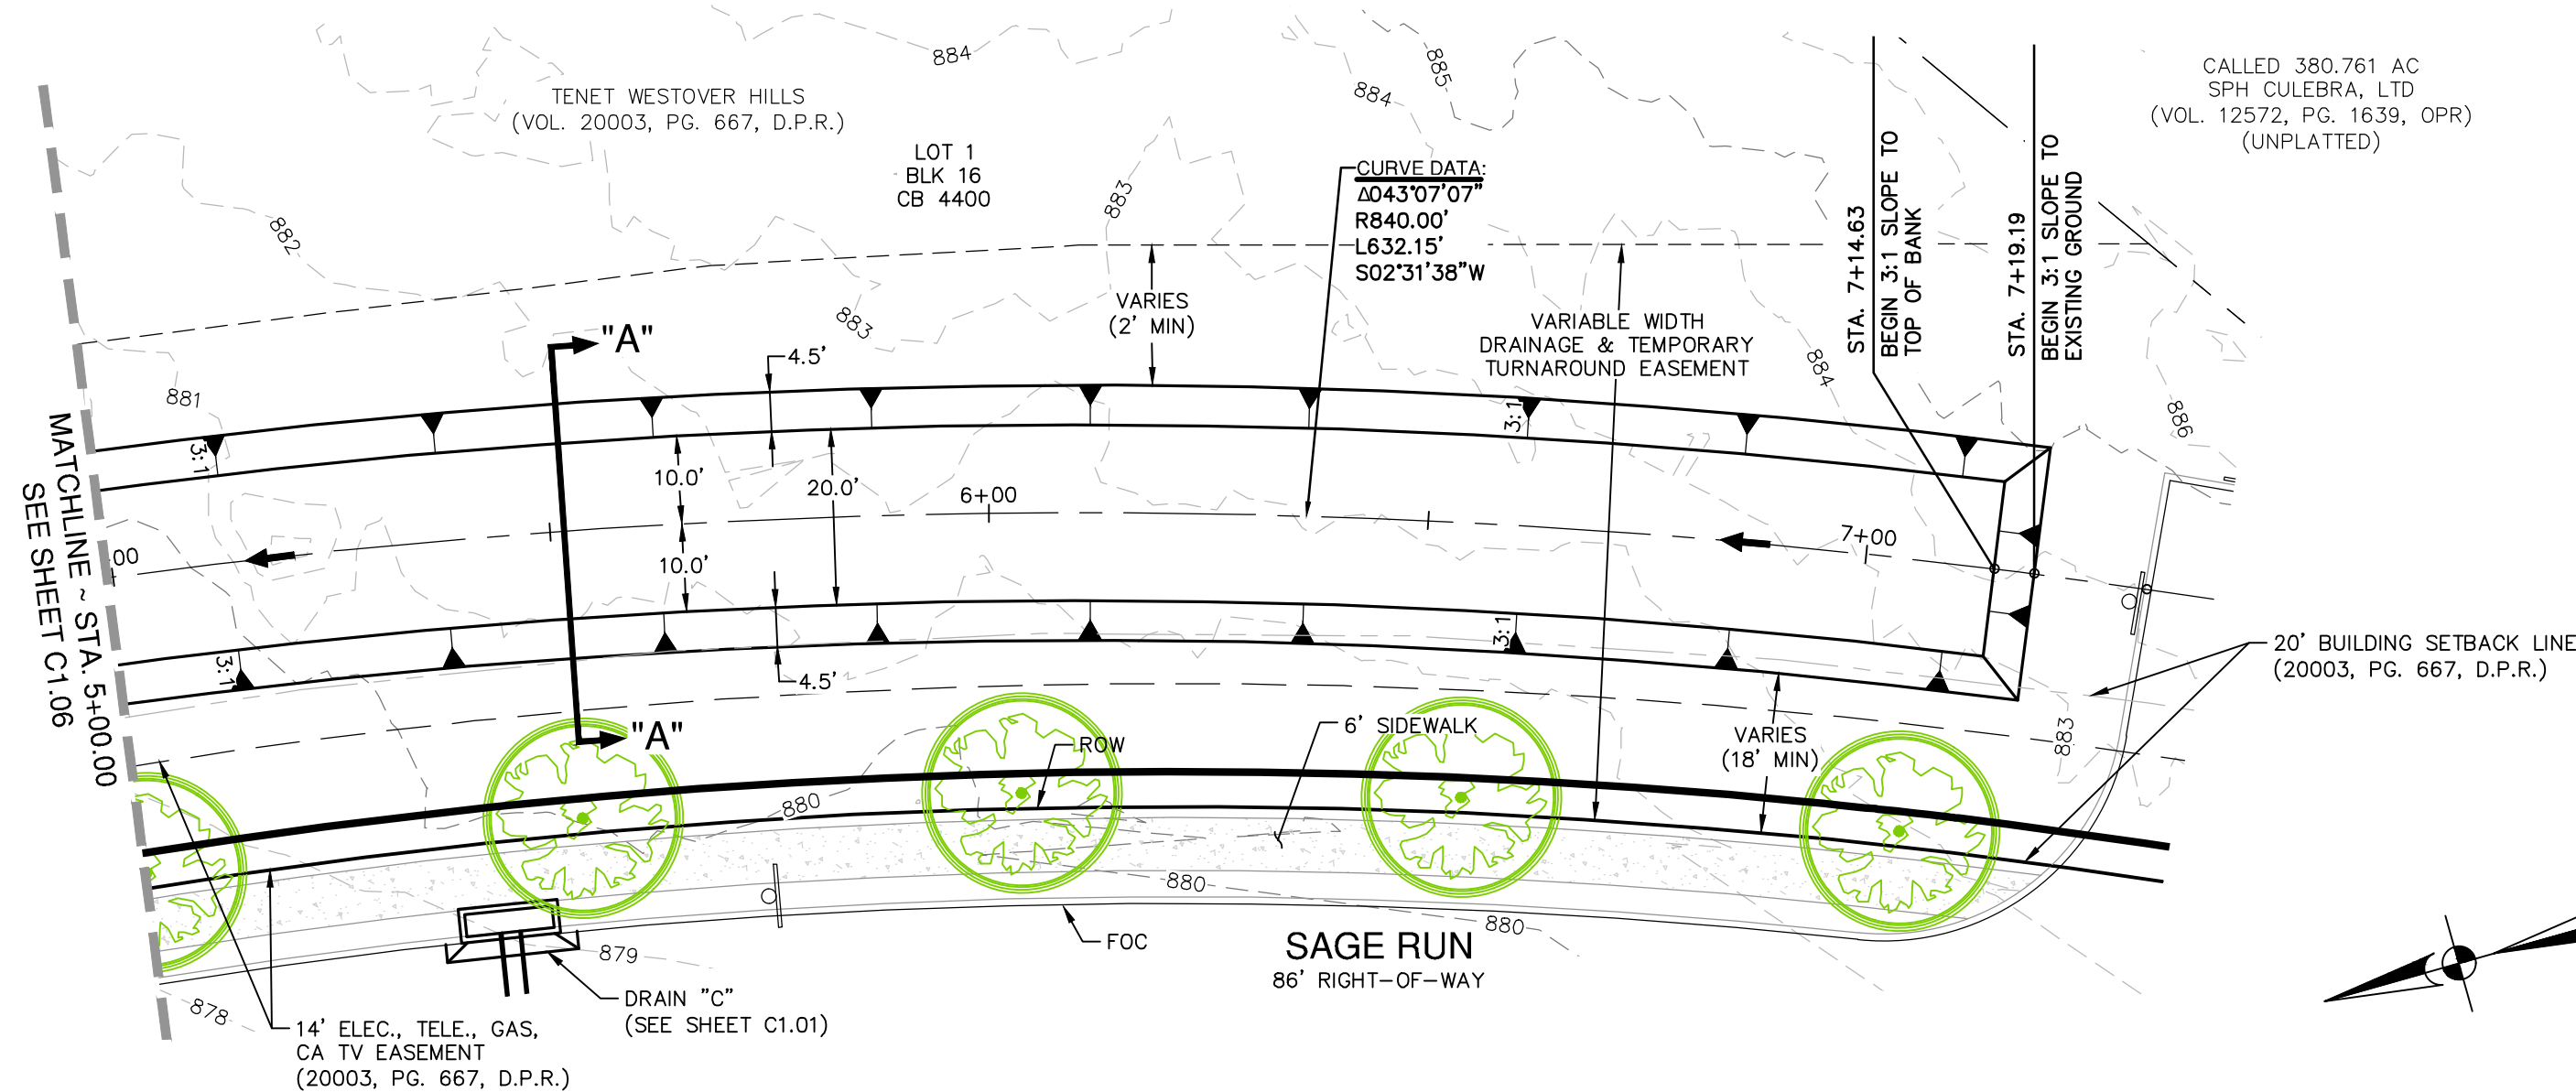 884
885
884
TENET WESTOVER HILLS
(VOL. 20003, PG. 667, D.P.R.)
LOT 1
BLK 16
CB 4400
883
882
CALLED 380.761 AC
SPH CULEBRA, LTD
(VOL. 12572, PG. 1639, OPR)
(UNPLATTED)
CURVE DATA:
Δ043°07'07"
R840.00'
L632.15'
S02°31'38"W
STA. 7+14.63
BEGIN 3:1 SLOPE TO
TOP OF BANK
STA. 7+19.19
BEGIN 3:1 SLOPE TO
EXISTING GROUND
VARIES
(2' MIN)
VARIABLE WIDTH
DRAINAGE & TEMPORARY
TURNAROUND EASEMENT
"A"
883
4.5'
884
881
886
3:1
3:1
10.0'
20.0'
6+00
10.0'
7+00
00
MATCHLINE ~ STA. 5+00.00
SEE SHEET C1.06
3:1
3:1
4.5'
20' BUILDING SETBACK LINE
(20003, PG. 667, D.P.R.)
"A"
ROW
6' SIDEWALK
VARIES
(18' MIN)
883
880
880
880
FOC
SAGE RUN
86' RIGHT-OF-WAY
879
878
DRAIN "C"
(SEE SHEET C1.01)
14' ELEC., TELE., GAS,
CA TV EASEMENT
(20003, PG. 667, D.P.R.)